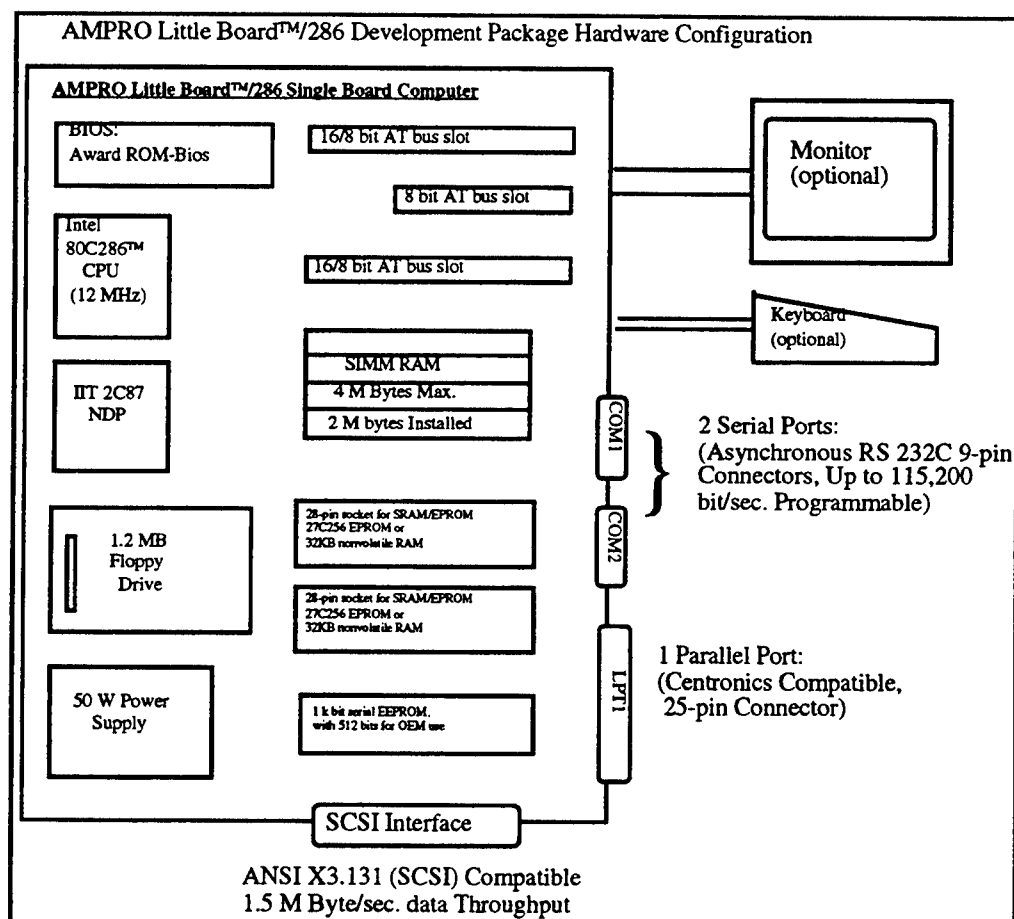 AMPRO Little Board™/286 Development Package Hardware Configuration
AMPRO Little Board™/286 Single Board Computer
BIOS:
Award ROM-Bios
16/8 bit AT bus slot
8 bit AT bus slot
16/8 bit AT bus slot
Intel
80C286™
CPU
(12 MHz)
Monitor
(optional)
Keyboard
(optional)
SIMM RAM
4 M Bytes Max.
2 M bytes Installed
IIT 2C87
NDP
COM1
COM2
2 Serial Ports:
(Asynchronous RS 232C 9-pin
Connectors, Up to 115,200
bit/sec. Programmable)
1.2 MB
Floppy
Drive
28-pin socket for SRAM/EPROM
27C256 EPROM or
32KB nonvolatile RAM
28-pin socket for SRAM/EPROM
27C256 EPROM or
32KB nonvolatile RAM
LPT1
1 Parallel Port:
(Centronics Compatible,
25-pin Connector)
50 W Power
Supply
1 k bit serial EEPROM,
with 512 bits for OEM use
SCSI Interface
ANSI X3.131 (SCSI) Compatible
1.5 M Byte/sec. data Throughput